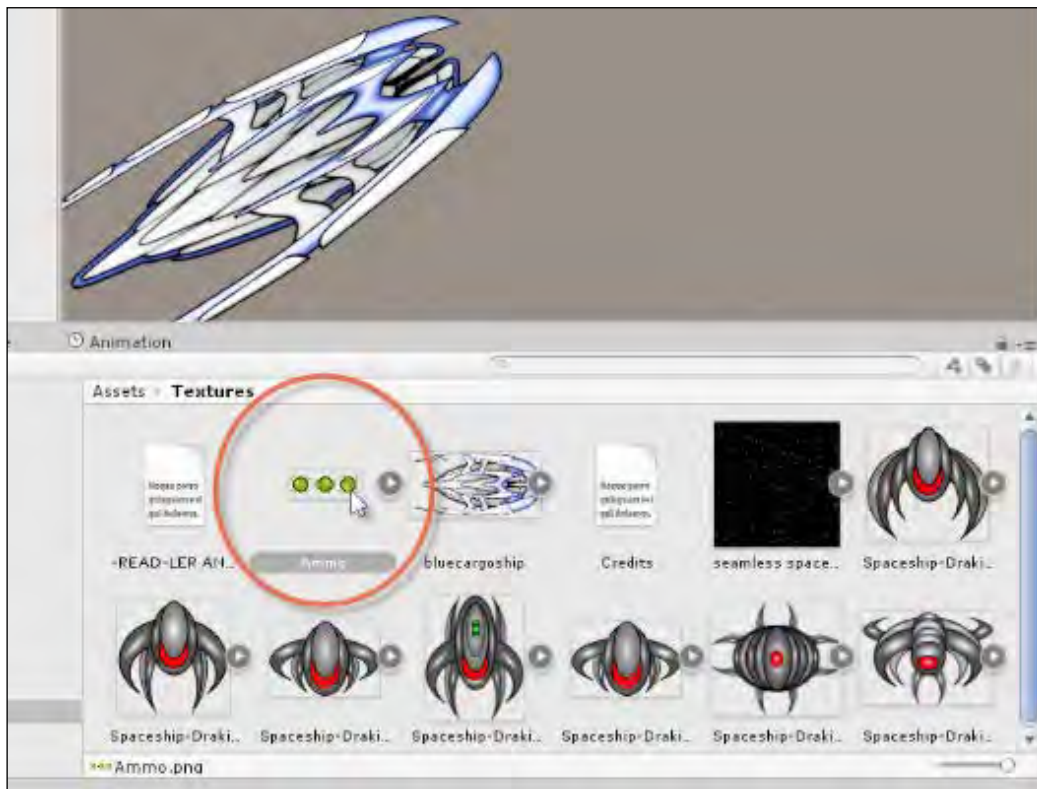 Animation
Assets Textures
-READ-LER AN...
Ammo
bluecargoship
Credits
seamless space...
Spaceship-Draki...
Spaceship-Draki...
Spaceship-Draki...
Spaceship-Draki...
Spaceship-Draki...
Spaceship-Draki...
Spaceship-Draki...
Ammo.png